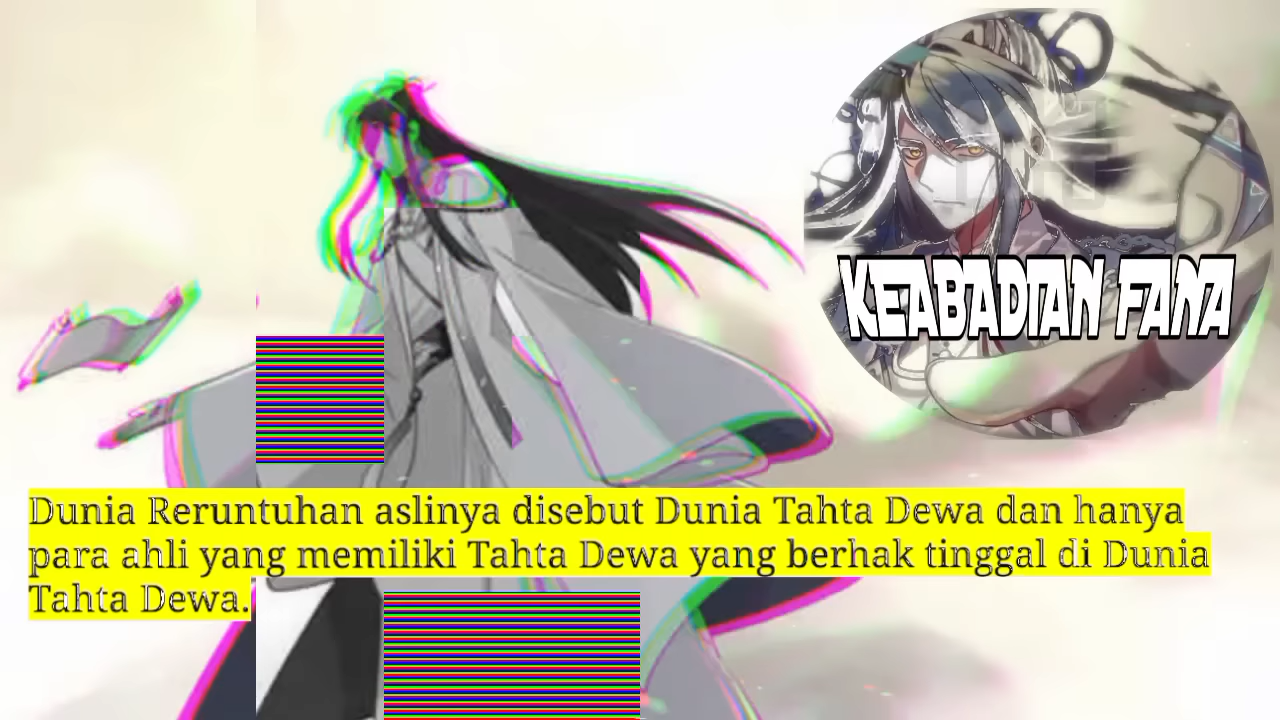 KEABADIAN FANA
Dunia Reruntuhan aslinya disebut Dunia Tahta Dewa dan hanya
para ahli yang memiliki Tahta Dewa yang berhak tinggal di Dunia
Tahta Dewa.